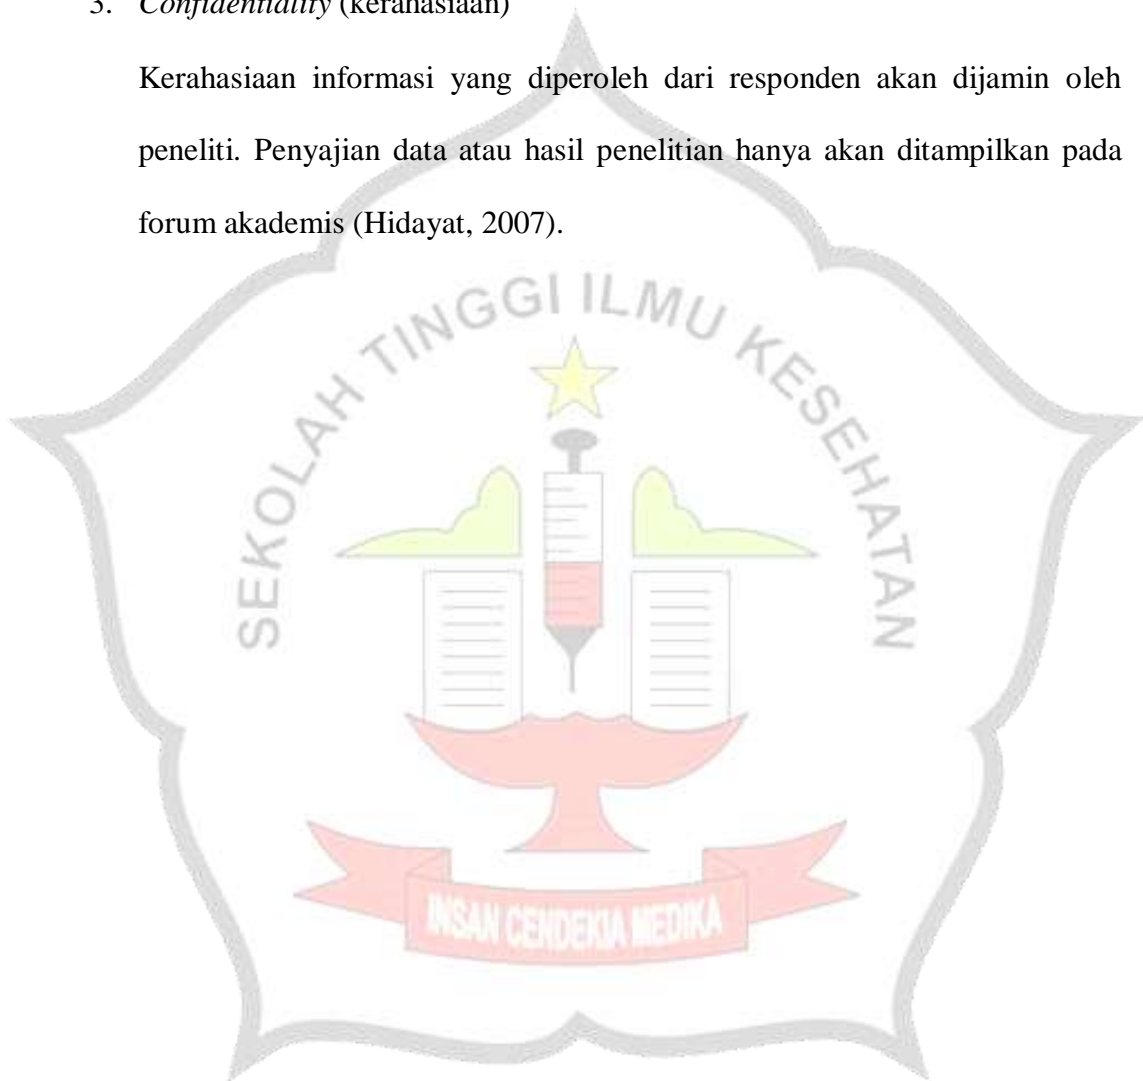 3. Confidentiality (kerahasiaan)
Kerahasiaan informasi yang diperoleh dari responden akan dijamin oleh
peneliti. Penyajian data atau hasil penelitian hanya akan ditampilkan pada
forum akademis (Hidayat, 2007).
SEKOLAH TINGGI ILMU KESEHATAN
INSAN CENDEKIA MEDIKA